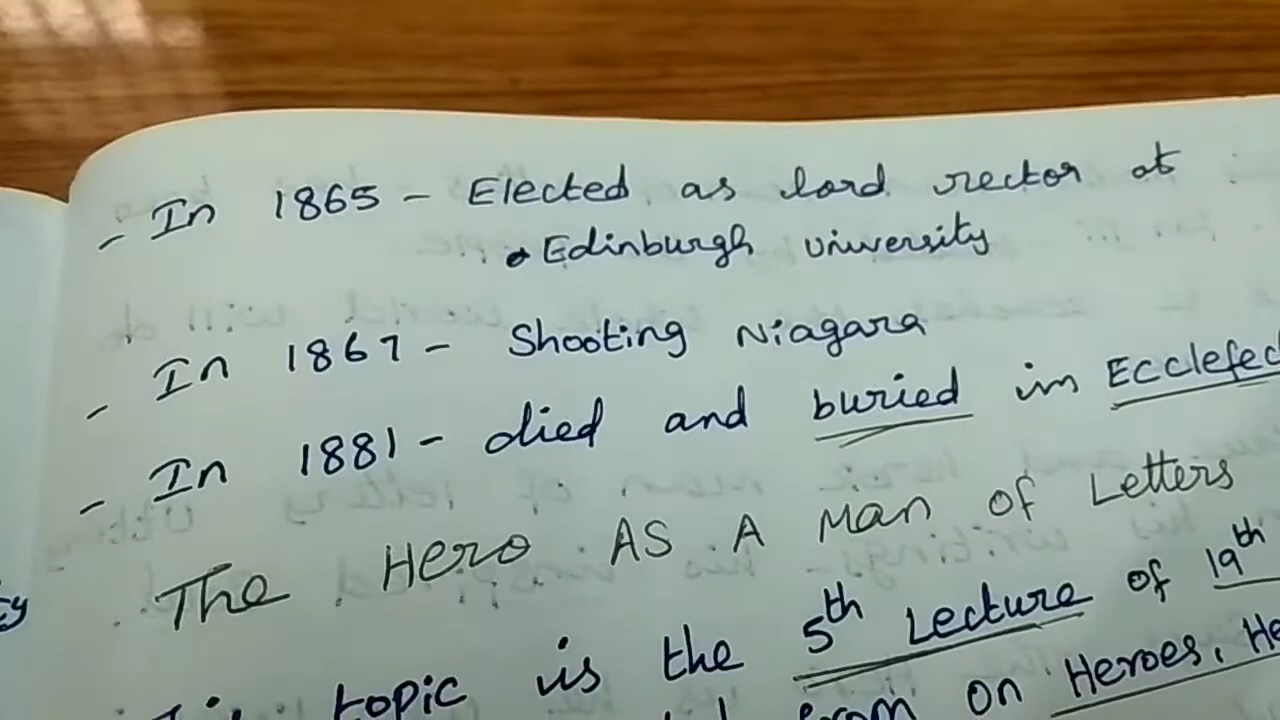 - In 1865 - Elected as lord rector at
Edinburgh University
- In 1867 - Shooting Niagara
- In 1881 - died and buried in Ecclefec
The Hero AS A Man of Letters
topic is the 5th Lecture of 19th
from on Heroes, He